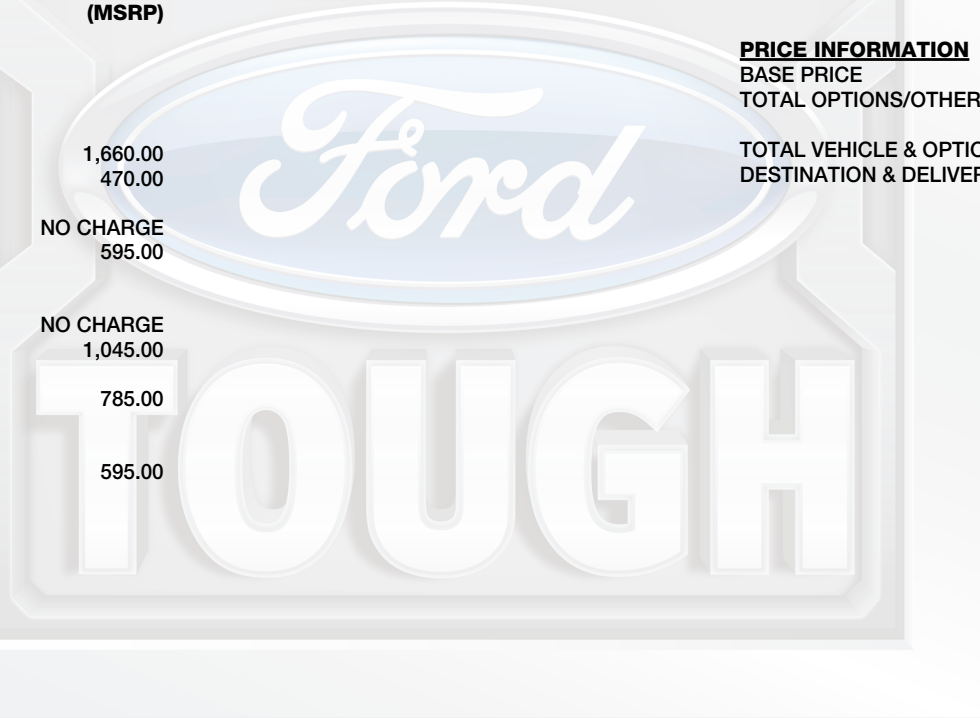 (MSRP)
1,660.00
470.00
NO CHARGE
595.00
NO CHARGE
1,045.00
785.00
595.00
PRICE INFORMATION
BASE PRICE
TOTAL OPTIONS/OTHER
TOTAL VEHICLE & OPTIO
DESTINATION & DELIVER
Ford
TOUGH